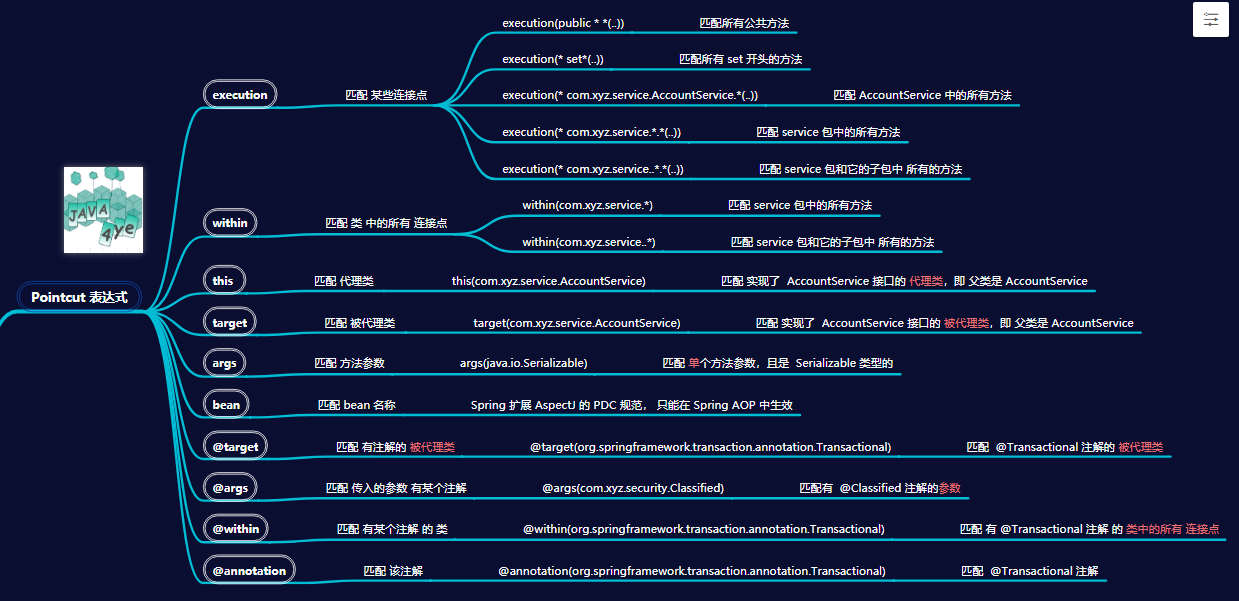 Pointcut 表达式
JAVA
4ye
execution
匹配 某些连接点
execution(public * *(..))
匹配所有公共方法
execution(* set*(..))
匹配所有 set 开头的方法
execution(* com.xyz.service.AccountService.*(..))
匹配 AccountService 中的所有方法
execution(* com.xyz.service.*.*(..))
匹配 service 包中的所有方法
execution(* com.xyz.service..*.*(..))
匹配 service 包和它的子包中 所有的方法
within
匹配 类 中的所有 连接点
within(com.xyz.service.*)
匹配 service 包中的所有方法
within(com.xyz.service..*)
匹配 service 包和它的子包中 所有的方法
this
匹配 代理类
this(com.xyz.service.AccountService)
匹配 实现了 AccountService 接口的 代理类，即 父类是 AccountService
target
匹配 被代理类
target(com.xyz.service.AccountService)
匹配 实现了 AccountService 接口的 被代理类，即 父类是 AccountService
args
匹配 方法参数
args(java.io.Serializable)
匹配 单个方法参数，且是 Serializable 类型的
bean
匹配 bean 名称
Spring 扩展 AspectJ 的 PDC 规范， 只能在 Spring AOP 中生效
@target
匹配 有注解的 被代理类
@target(org.springframework.transaction.annotation.Transactional)
匹配 @Transactional 注解的 被代理类
@args
匹配 传入的参数 有某个注解
@args(com.xyz.security.Classified)
匹配有 @Classified 注解的参数
@within
匹配 有某个注解 的 类
@within(org.springframework.transaction.annotation.Transactional)
匹配 有 @Transactional 注解 的 类中的所有 连接点
@annotation
匹配 该注解
@annotation(org.springframework.transaction.annotation.Transactional)
匹配 @Transactional 注解